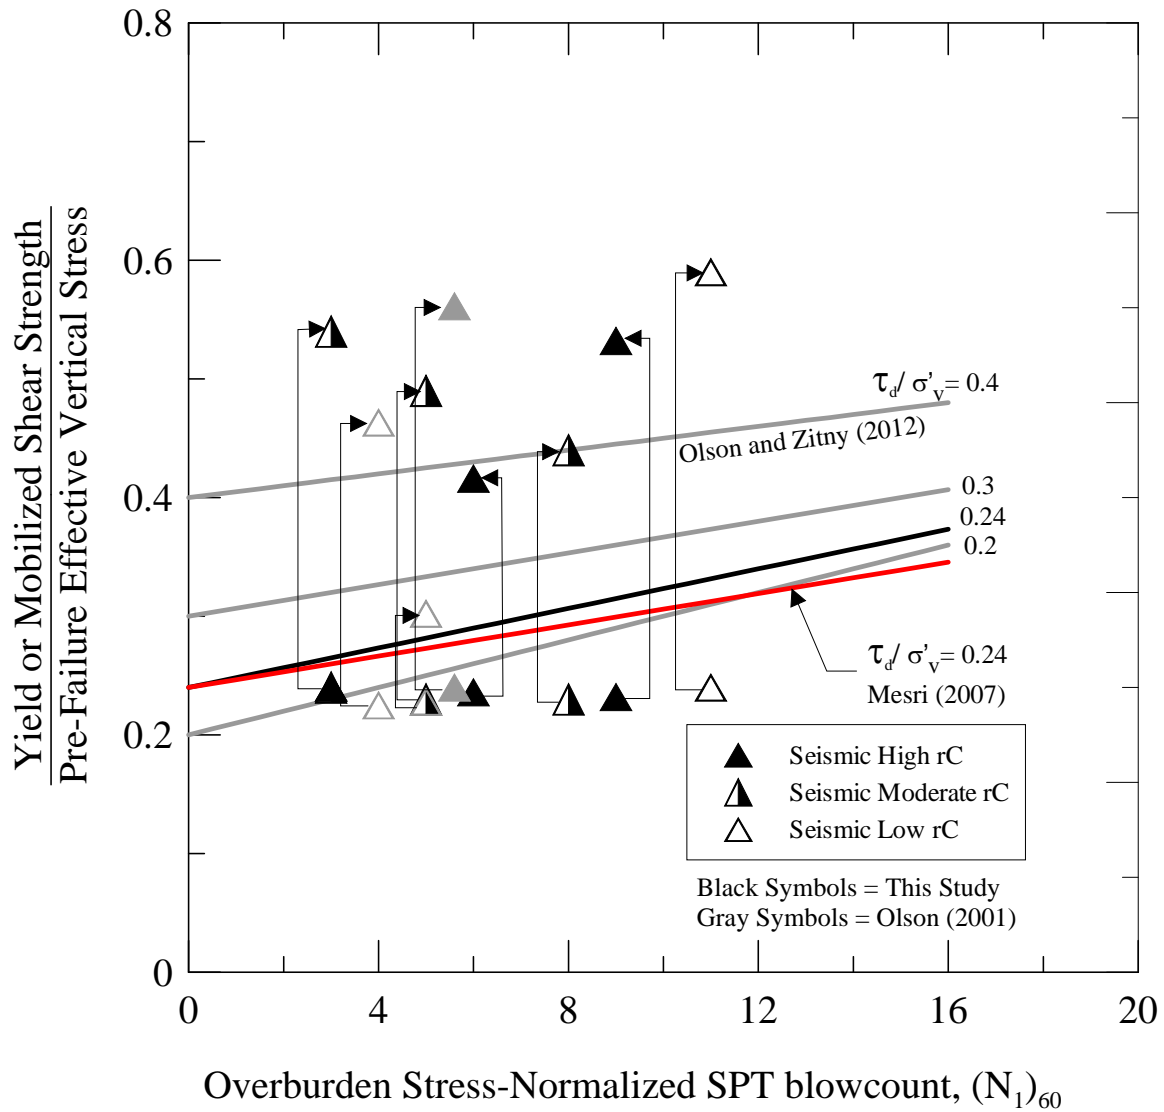 0.8
0.6
0.4
0.2
0
Yield or Mobilized Shear Strength
Pre-Failure Effective Vertical Stress
τd/ σ'v= 0.4
Olson and Zitny (2012)
0.3
0.24
0.2
τd/ σ'v= 0.24
Mesri (2007)
Seismic High rC
Seismic Moderate rC
Seismic Low rC
Black Symbols = This Study
Gray Symbols = Olson (2001)
0 4 8 12 16 20
Overburden Stress-Normalized SPT blowcount, (N1)60